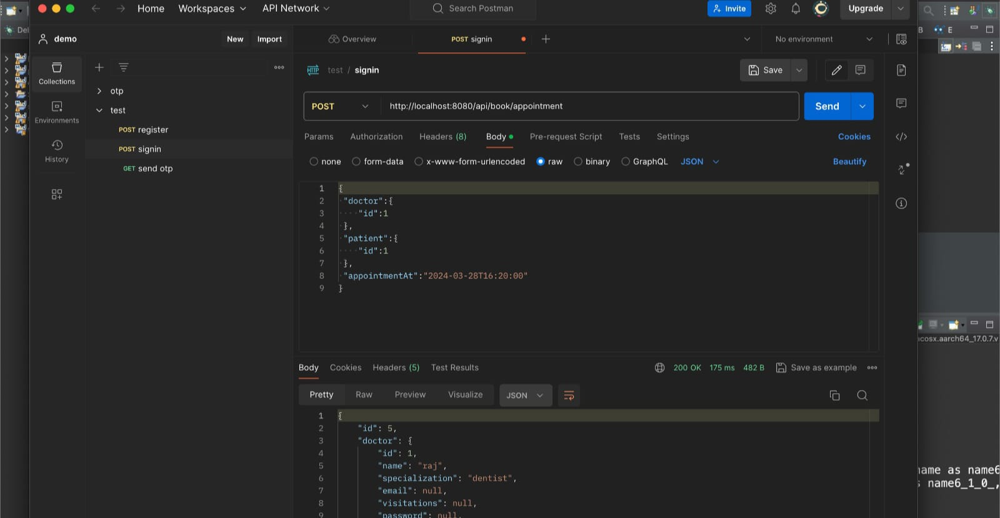 Home Workspaces API Network Search Postman Invite Upgrade
demo New Import Overview POST signin No environment
Collections
Environments
History
otp
test
POST register
POST signin
GET send otp
HTTP test / signin Save
POST http://localhost:8080/api/book/appointment Send
Params Authorization Headers (8) Body Pre-request Script Tests Settings Cookies
none form-data x-www-form-urlencoded raw binary GraphQL JSON Beautify
1 {
2 "doctor":{
3 "id":1
4 },
5 "patient":{
6 "id":1
7 },
8 "appointmentAt":"2024-03-28T16:20:00"
9 }
Body Cookies Headers (5) Test Results 200 OK 175 ms 482 B Save as example
Pretty Raw Preview Visualize JSON
1 {
2 "id": 5,
3 "doctor": {
4 "id": 1,
5 "name": "raj",
6 "specialization": "dentist",
7 "email": null,
8 "visitations": null,
9 "password": null,
Del
B E
cosx.aarch64_17.0.7.v
name as name6
s name6_1_0_,